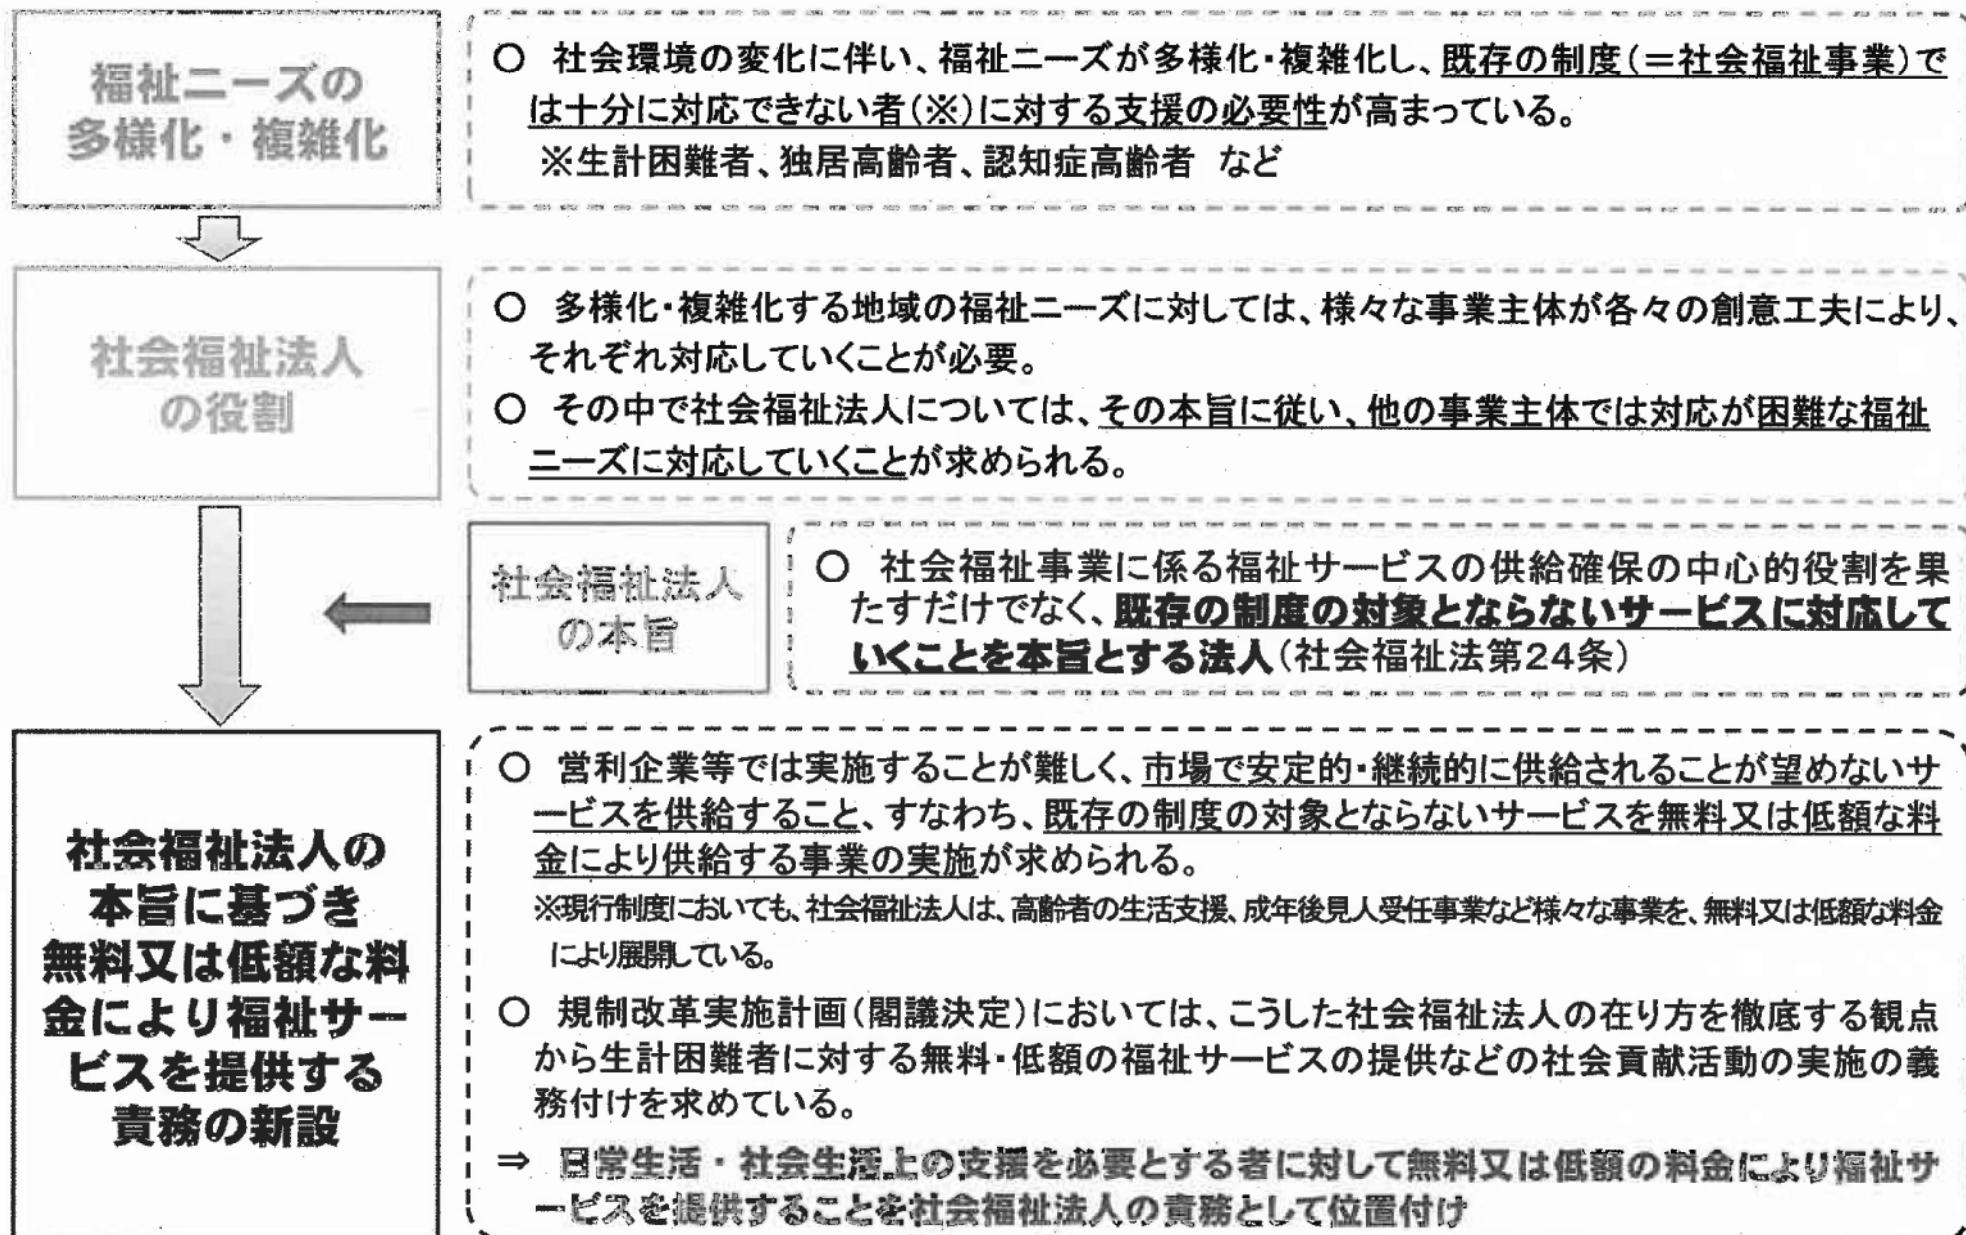 福祉ニーズの
多様化・複雑化
○ 社会環境の変化に伴い、福祉ニーズが多様化・複雑化し、既存の制度(=社会福祉事業)で
は十分に対応できない者(※)に対する支援の必要性が高まっている。
※生計困難者、独居高齢者、認知症高齢者 など
社会福祉法人
の役割
○ 多様化・複雑化する地域の福祉ニーズに対しては、様々な事業主体が各々の創意工夫により、
それぞれ対応していくことが必要。
○ その中で社会福祉法人については、その本旨に従い、他の事業主体では対応が困難な福祉
ニーズに対応していくことが求められる。
社会福祉法人
の本旨
○ 社会福祉事業に係る福祉サービスの供給確保の中心的役割を果
たすだけでなく、既存の制度の対象とならないサービスに対応して
いくことを本旨とする法人(社会福祉法第24条)
社会福祉法人の
本旨に基づき
無料又は低額な料
金により福祉サー
ビスを提供する
責務の新設
○ 営利企業等では実施することが難しく、市場で安定的・継続的に供給されることが望めないサ
ービスを供給すること、すなわち、既存の制度の対象とならないサービスを無料又は低額な料
金により供給する事業の実施が求められる。
※現行制度においても、社会福祉法人は、高齢者の生活支援、成年後見人受任事業など様々な事業を、無料又は低額な料金
により展開している。
○ 規制改革実施計画(閣議決定)においては、こうした社会福祉法人の在り方を徹底する観点
から生計困難者に対する無料・低額の福祉サービスの提供などの社会貢献活動の実施の義
務付けを求めている。
⇒ 日常生活・社会生活上の支援を必要とする者に対して無料又は低額の料金により福祉サ
ービスを提供することを社会福祉法人の責務として位置付け